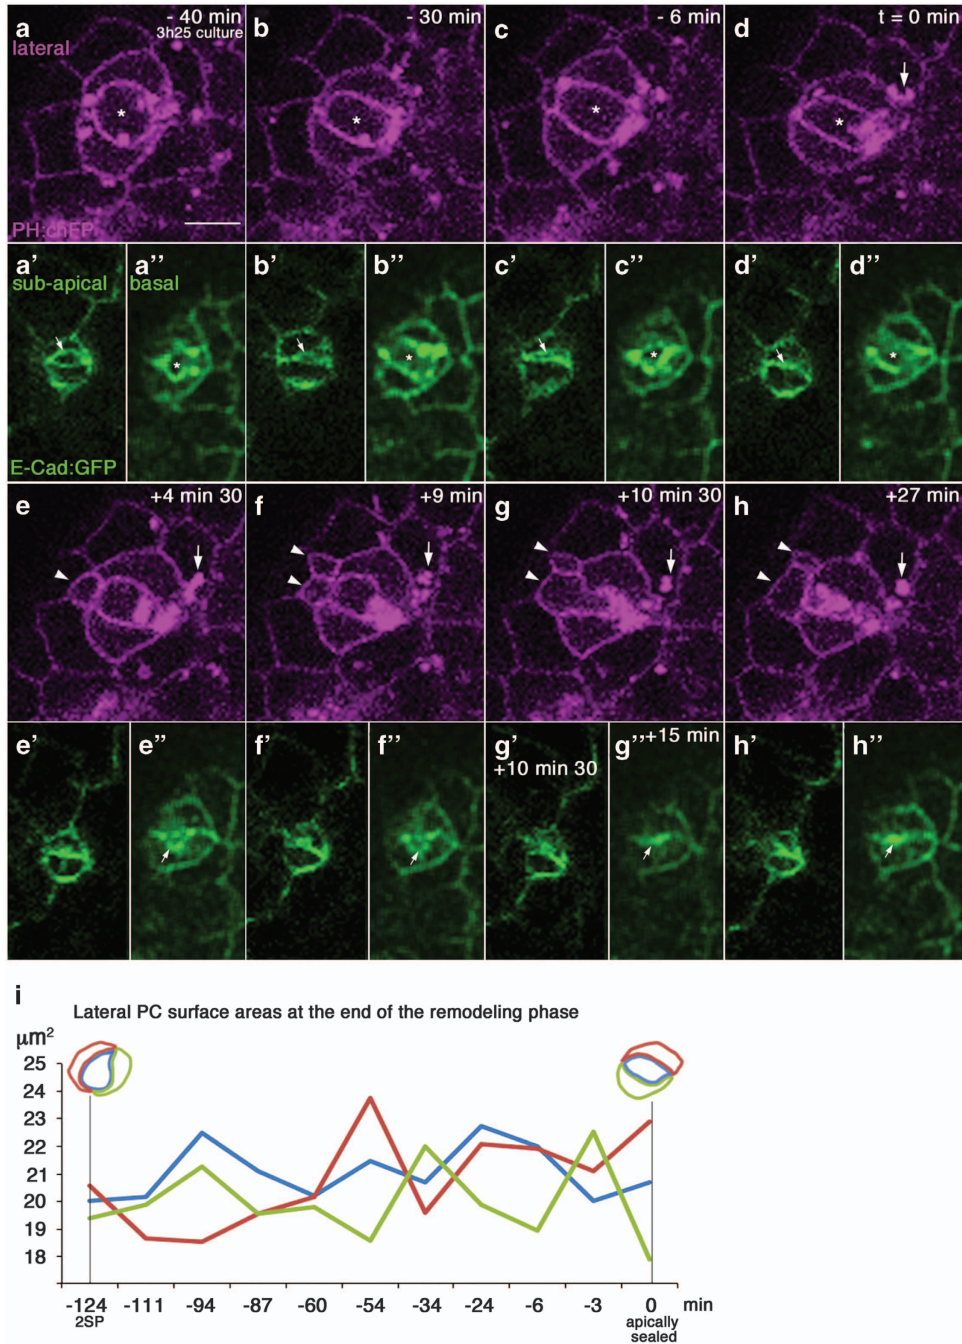 a
- 40 min
3h25 culture
lateral
PH:chFP
b
- 30 min
c
- 6 min
d
t = 0 min
*
*
*
*
a'
sub-apical
E-Cad:GFP
a''
basal
b'
b''
c'
c''
d'
d''
*
*
*
*
e
+4 min 30
f
+9 min
g
+10 min 30
h
+27 min
e'
e''
f'
f''
g'
+10 min 30
g''
+15 min
h'
h''
i
Lateral PC surface areas at the end of the remodeling phase
μm²
25
24
23
22
21
20
19
18
-124 -111 -94 -87 -60 -54 -34 -24 -6 -3 0 min
2SP
apically
sealed